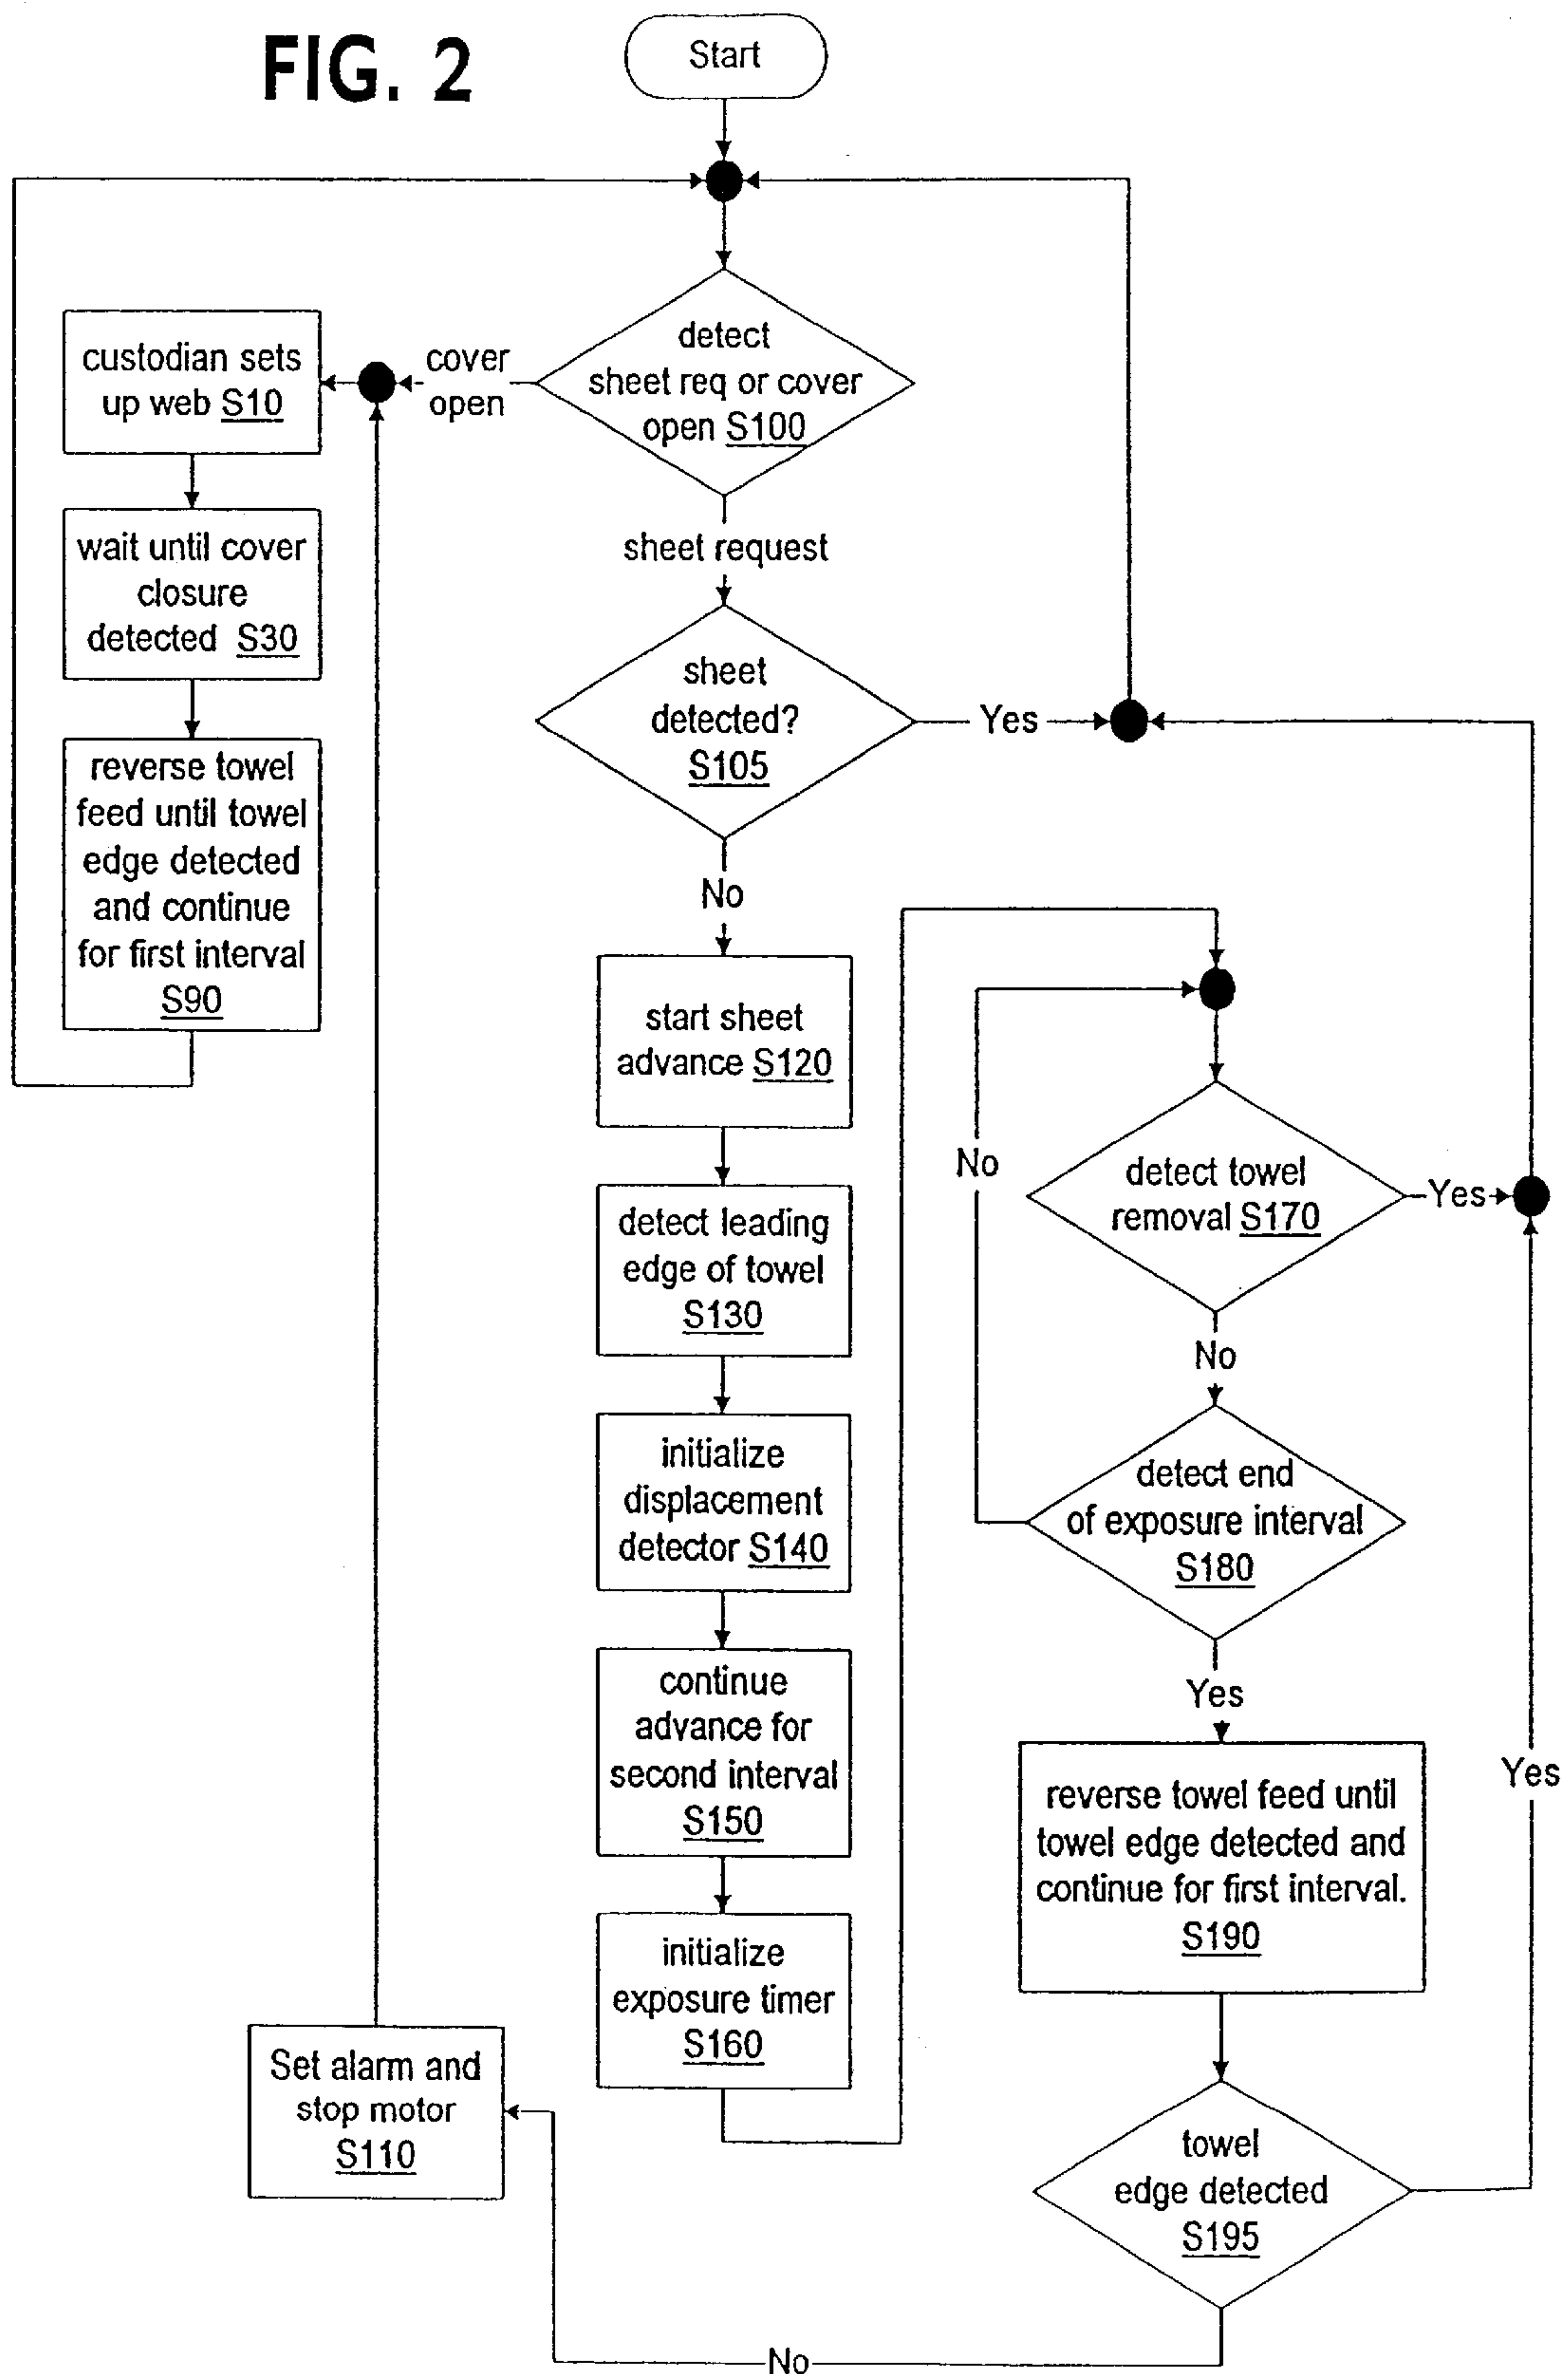 FIG. 2
Start
detect
sheet req or cover
open S100
cover
open
custodian sets
up web S10
wait until cover
closure
detected S30
reverse towel
feed until towel
edge detected
and continue
for first interval
S90
sheet request
sheet
detected?
S105
Yes
No
start sheet
advance S120
detect leading
edge of towel
S130
initialize
displacement
detector S140
continue
advance for
second interval
S150
initialize
exposure timer
S160
No
detect towel
removal S170
Yes
No
detect end
of exposure interval
S180
Yes
reverse towel feed until
towel edge detected and
continue for first interval.
S190
Yes
towel
edge detected
S195
Set alarm and
stop motor
S110
No